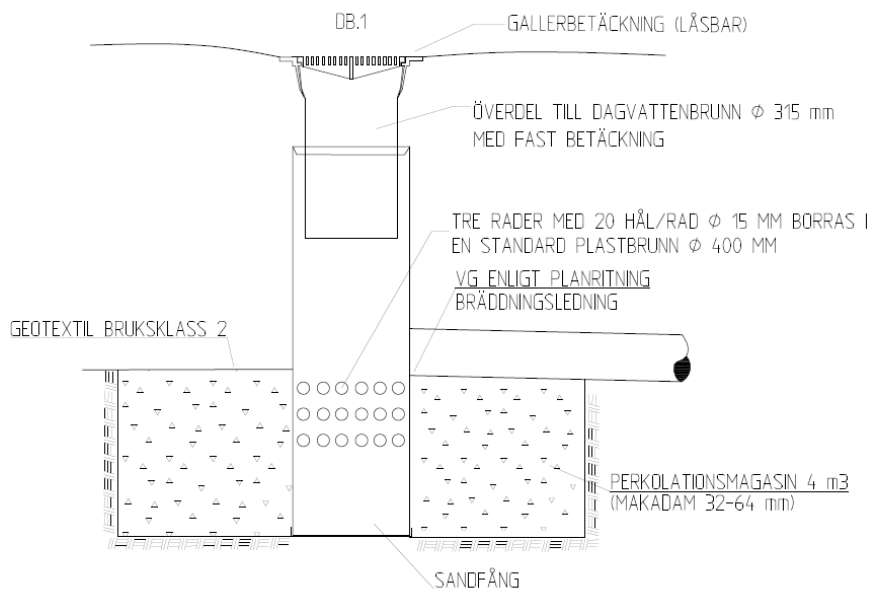 DB.1
GALLERBETÄCKNING (LÅSBAR)
ÖVERDEL TILL DAGVATTENBRUNN Φ 315 mm
MED FAST BETÄCKNING
TRE RADER MED 20 HÅL/RAD Φ 15 MM BORRAS I
EN STANDARD PLASTBRUNN Φ 400 MM
VG ENLIGT PLANRITNING
BRÄDDNINGSLEDNING
GEOTEXTIL BRUKSKLASS 2
PERKOLATIONSMAGASIN 4 m3
(MAKADAM 32-64 mm)
SANDFÅNG